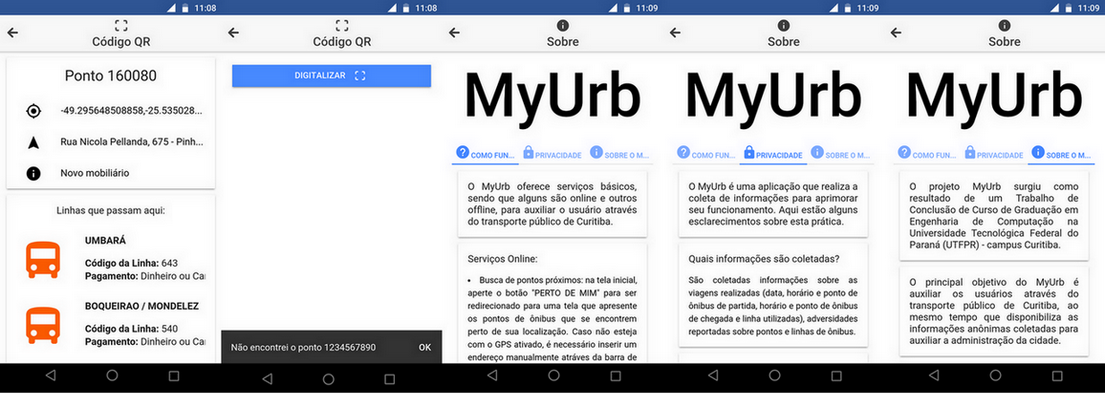 11:08
Código QR
Ponto 160080
-49.295648508858,-25.535028...
Rua Nicola Pellanda, 675 - Pinh...
Novo mobiliário
Linhas que passam aqui:
UMBARÁ
Código da Linha: 643
Pagamento: Dinheiro ou Ca
BOQUEIRAO / MONDELEZ
Código da Linha: 540
Pagamento: Dinheiro ou Ca
11:08
Código QR
DIGITALIZAR
Não encontrei o ponto 1234567890 OK
11:09
Sobre
MyUrb
COMO FUN... PRIVACIDADE SOBRE O M...
O MyUrb oferece serviços básicos,
sendo que alguns são online e outros
offline, para auxiliar o usuário através
do transporte público de Curitiba.
Serviços Online:
• Busca de pontos próximos: na tela inicial,
aperte o botão "PERTO DE MIM" para ser
redirecionado para uma tela que apresente
os pontos de ônibus que se encontrem
perto de sua localização. Caso não esteja
com o GPS ativado, é necessário inserir um
endereço manualmente atráves da barra de
11:09
Sobre
MyUrb
COMO FUN... PRIVACIDADE SOBRE O M...
O MyUrb é uma aplicação que realiza a
coleta de informações para aprimorar
seu funcionamento. Aqui estão alguns
esclarecimentos sobre esta prática.
Quais informações são coletadas?
São coletadas informações sobre as
viagens realizadas (data, horário e ponto de
ônibus de partida, horário e ponto de ônibus
de chegada e linha utilizadas), adversidades
reportadas sobre pontos e linhas de ônibus.
11:09
Sobre
MyUrb
COMO FUN... PRIVACIDADE SOBRE O M...
O projeto MyUrb surgiu como
resultado de um Trabalho de
Conclusão de Curso de Graduação em
Engenharia de Computação na
Universidade Tecnológica Federal do
Paraná (UTFPR) - campus Curitiba.
O principal objetivo do MyUrb é
auxiliar os usuários através do
transporte público de Curitiba, ao
mesmo tempo que disponibiliza as
informações anônimas coletadas para
auxiliar a administração da cidade.